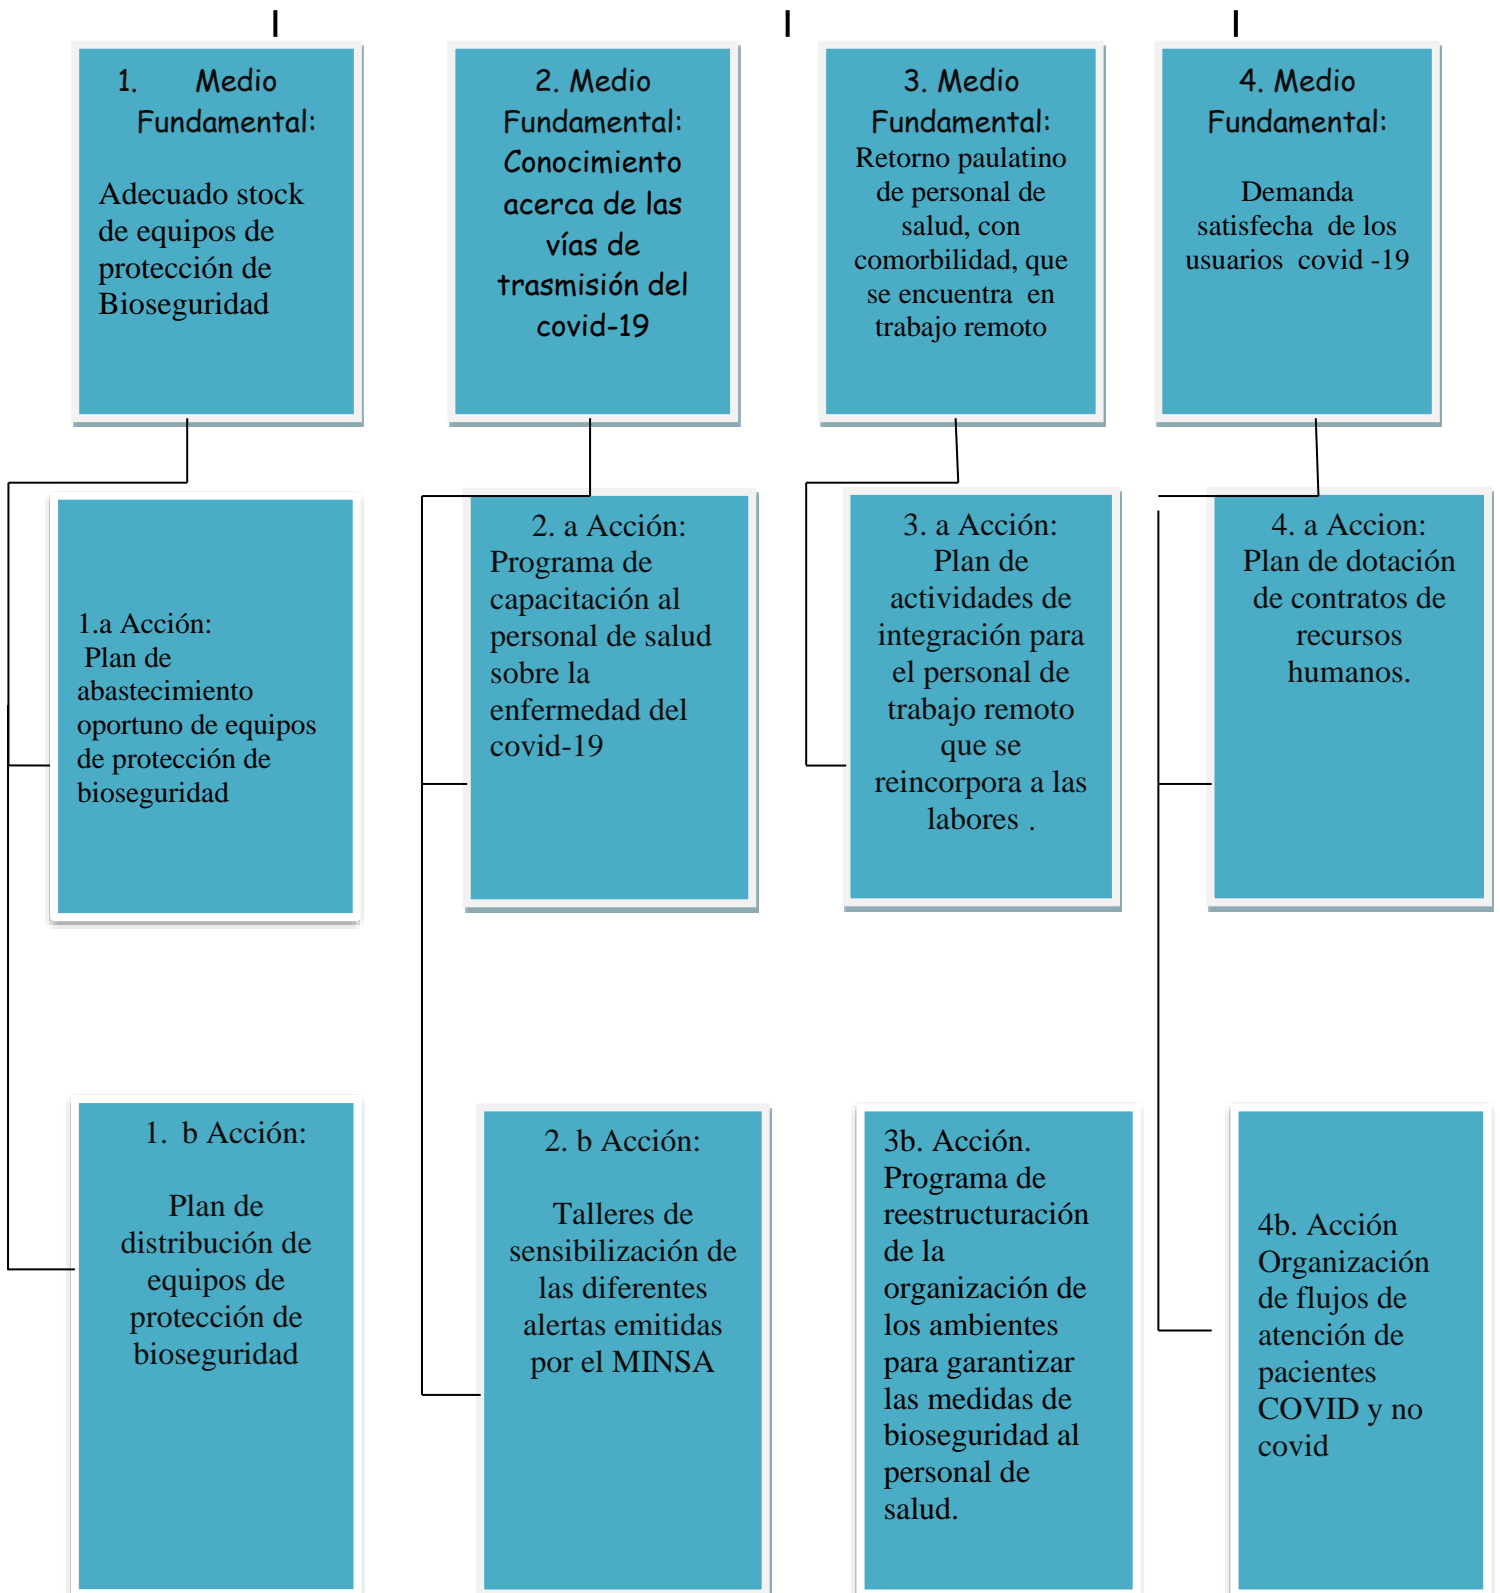 1. Medio
Fundamental:
Adecuado stock
de equipos de
protección de
Bioseguridad
2. Medio
Fundamental:
Conocimiento
acerca de las
vías de
trasmisión del
covid-19
3. Medio
Fundamental:
Retorno paulatino
de personal de
salud, con
comorbilidad, que
se encuentra en
trabajo remoto
4. Medio
Fundamental:
Demanda
satisfecha de los
usuarios covid -19
1.a Acción:
Plan de
abastecimiento
oportuno de equipos
de protección de
bioseguridad
2. a Acción:
Programa de
capacitación al
personal de salud
sobre la
enfermedad del
covid-19
3. a Acción:
Plan de
actividades de
integración para
el personal de
trabajo remoto
que se
reincorpora a las
labores .
4. a Accion:
Plan de dotación
de contratos de
recursos
humanos.
1. b Acción:
Plan de
distribución de
equipos de
protección de
bioseguridad
2. b Acción:
Talleres de
sensibilización de
las diferentes
alertas emitidas
por el MINSA
3b. Acción.
Programa de
reestructuración
de la
organización de
los ambientes
para garantizar
las medidas de
bioseguridad al
personal de
salud.
4b. Acción
Organización
de flujos de
atención de
pacientes
COVID y no
covid